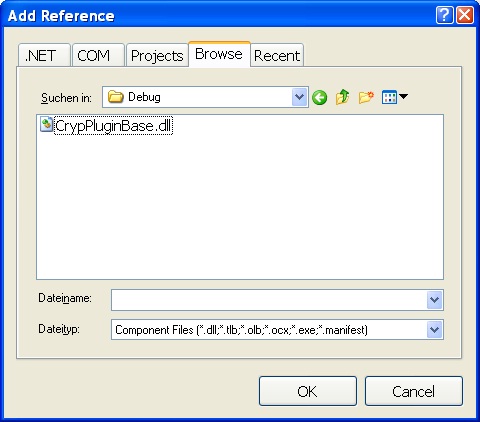 Add Reference
.NET COM Projects Browse Recent
Suchen in: Debug
CrypPluginBase.dll
Dateiname:
Dateityp: Component Files (*.dll;*.tlb;*.olb;*.ocx;*.exe;*.manifest)
OK Cancel